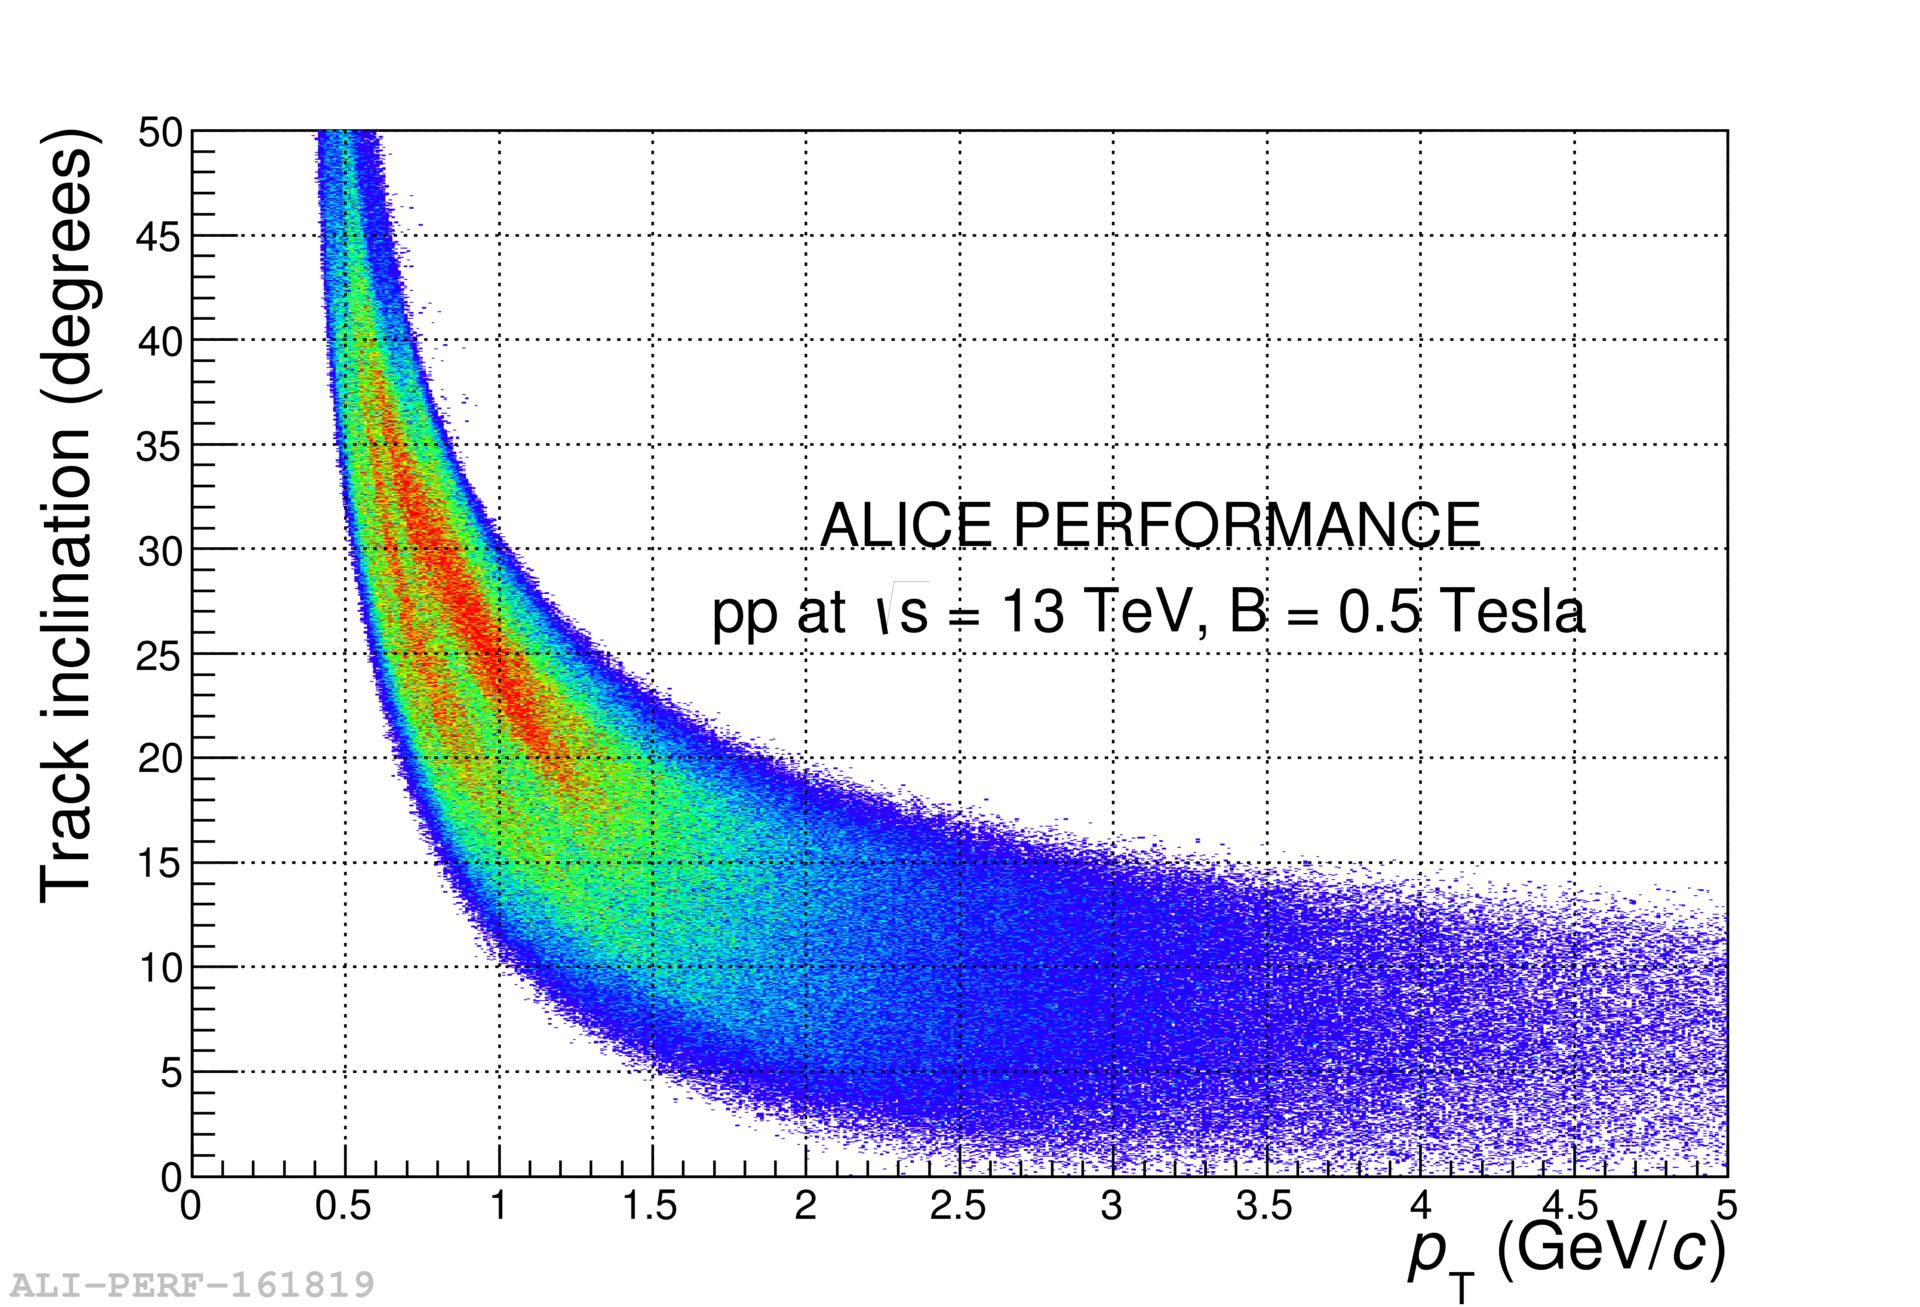 Track inclination (degrees)
50
45
40
35
30
25
20
15
10
5
0
ALICE PERFORMANCE
pp at √s = 13 TeV, B = 0.5 Tesla
0 0.5 1 1.5 2 2.5 3 3.5 4 4.5 5
pT (GeV/c)
ALI-PERF-161819